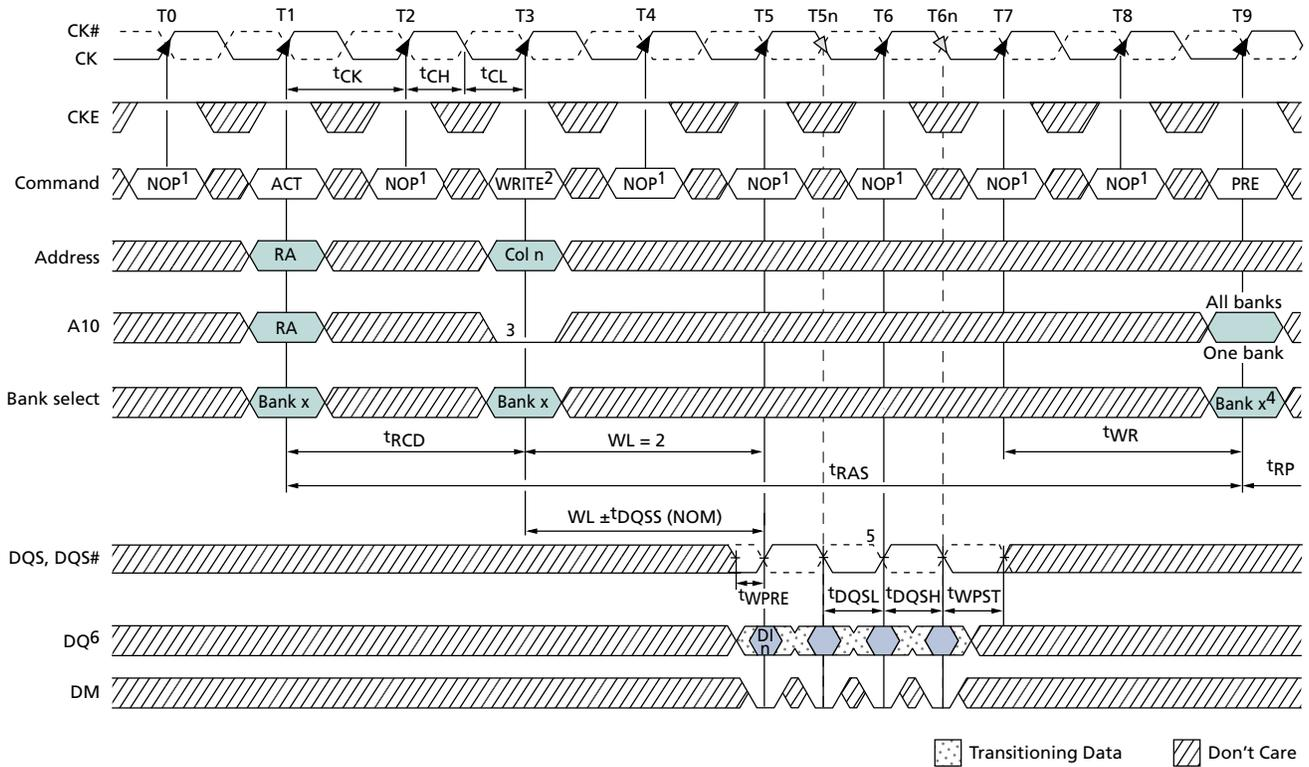 T0 T1 T2 T3 T4 T5 T5n T6 T6n T7 T8 T9
CK#
CK
tCK tCH tCL
CKE
Command NOP1 ACT NOP1 WRITE2 NOP1 NOP1 NOP1 NOP1 NOP1 PRE
Address RA Col n
All banks
A10 RA 3
One bank
Bank select Bank x Bank x Bank x4
tRCD WL = 2 tWR
tRAS tRP
WL ±tDQSS (NOM)
5
DQS, DQS#
tWPRE tDQSL tDQSH tWPST
DQ6 DI
n
DM
Transitioning Data Don't Care